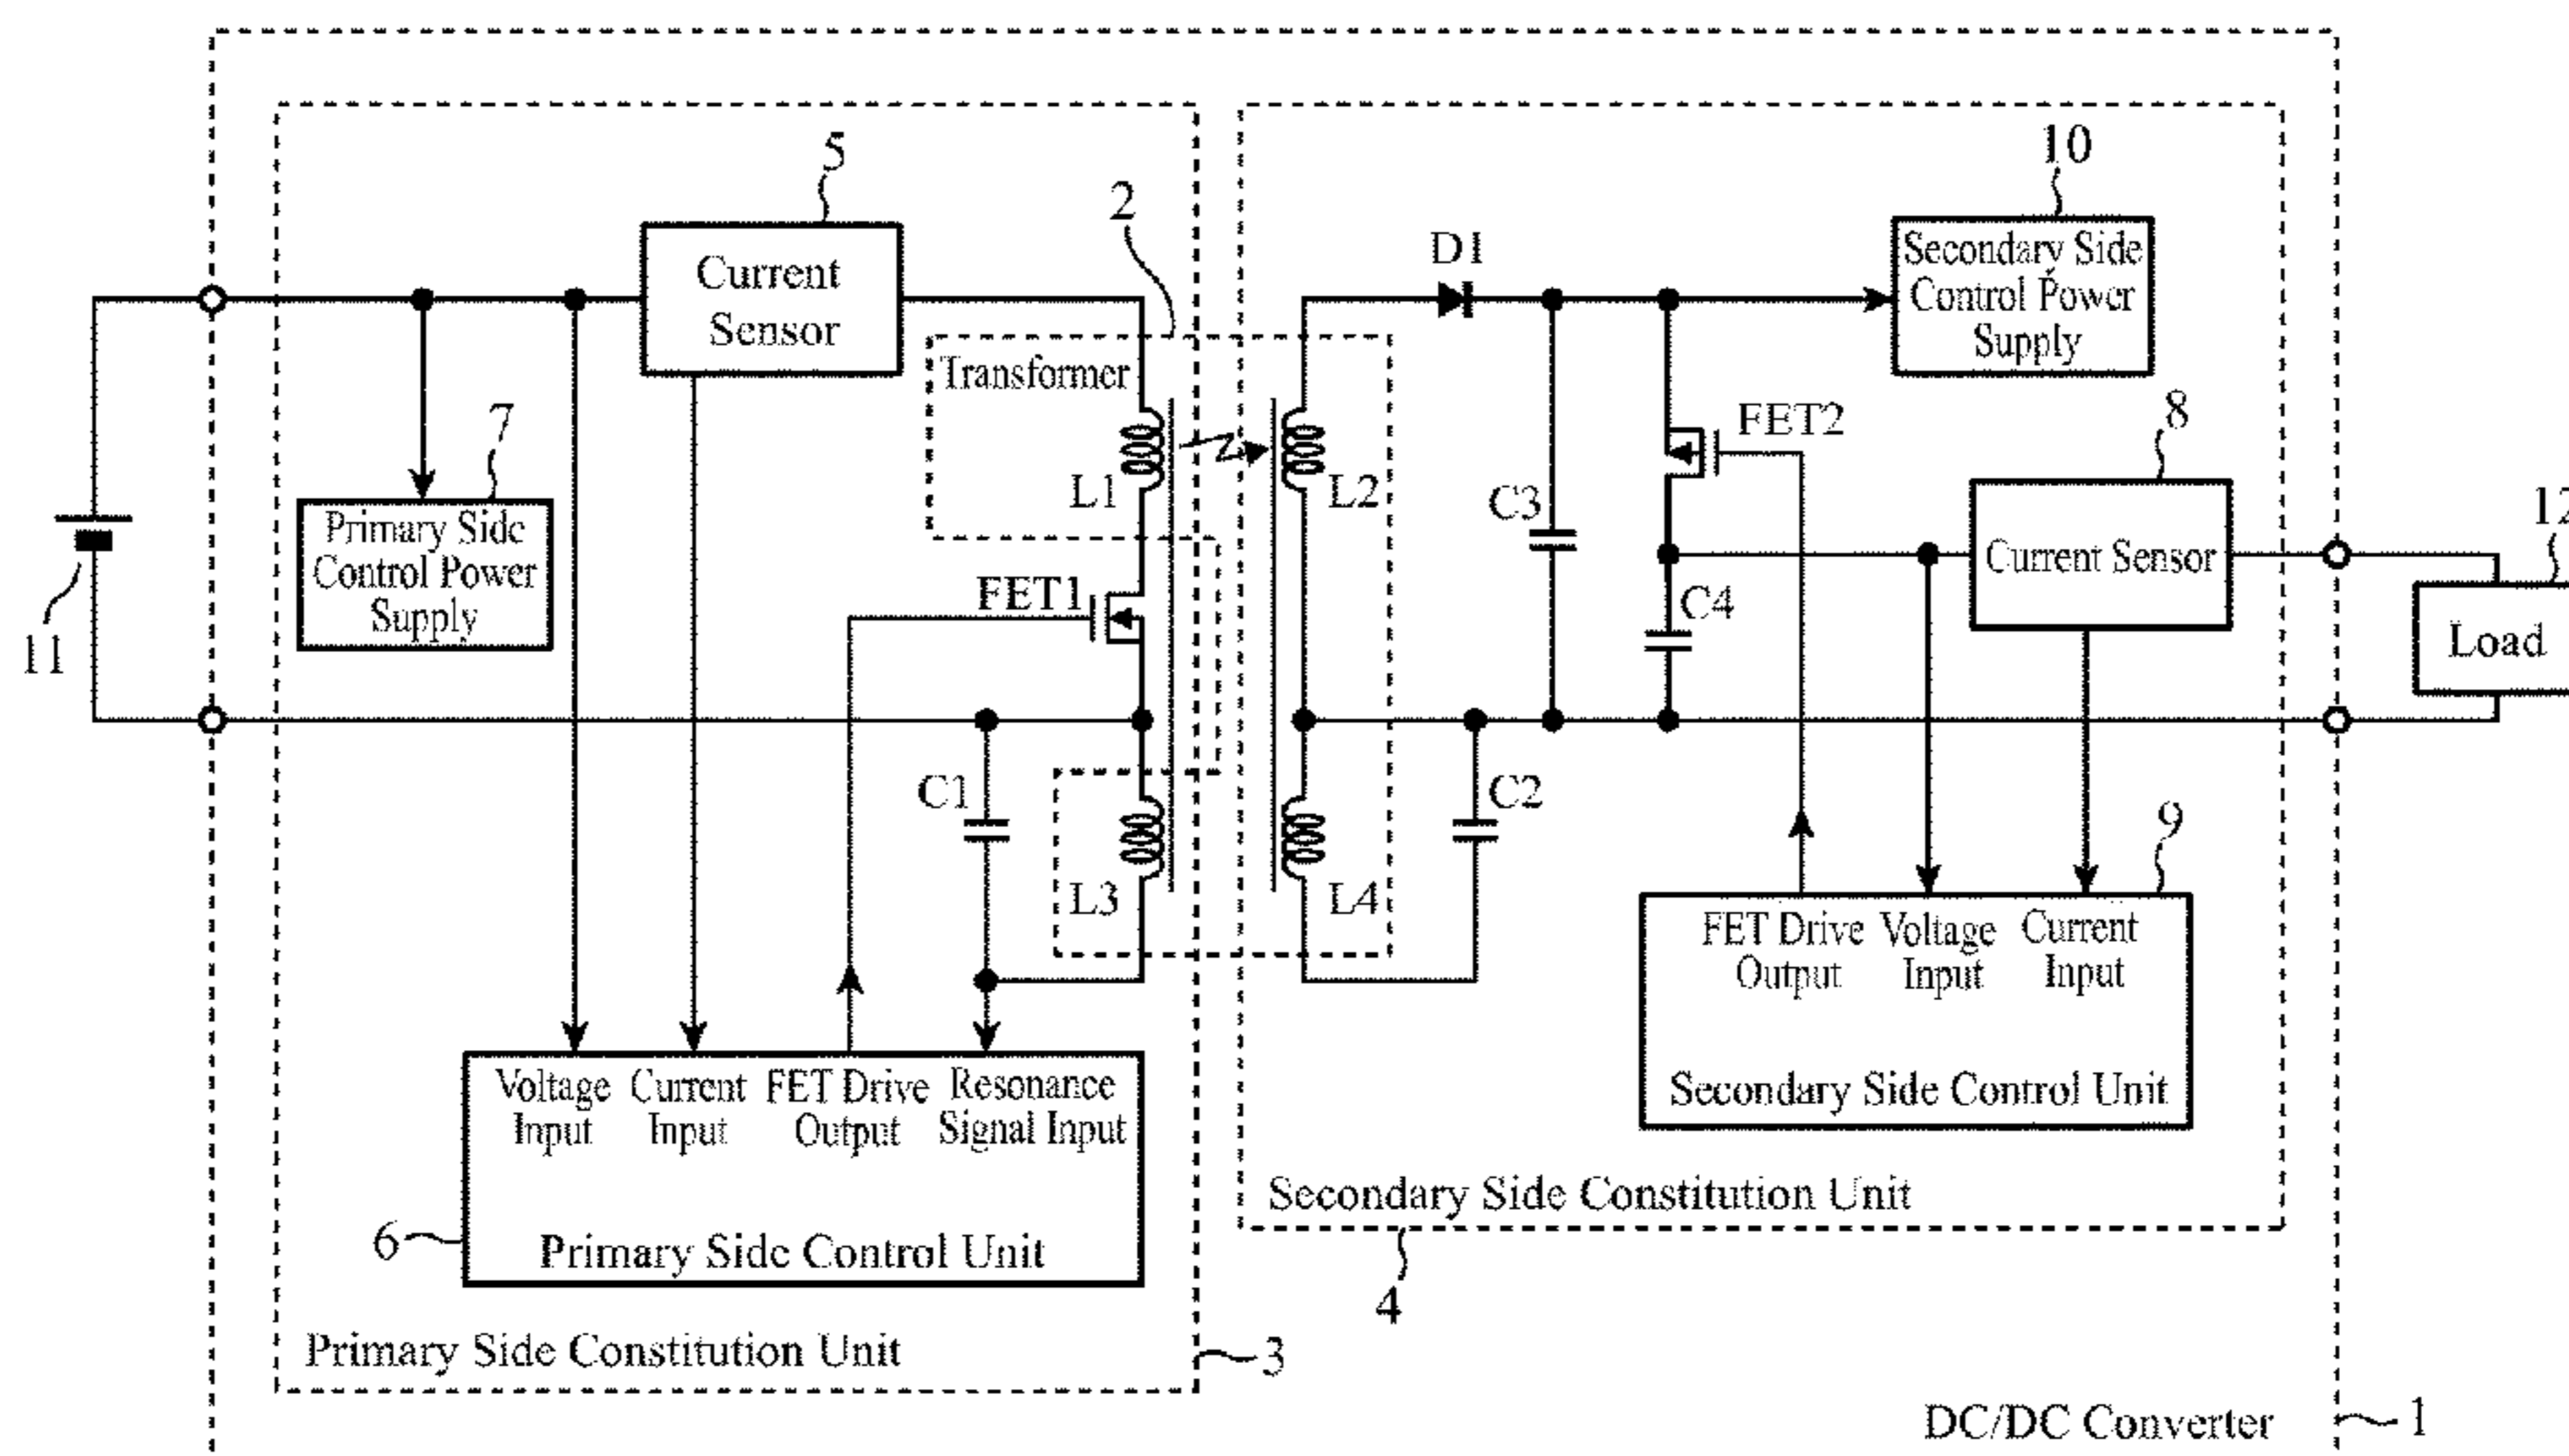 5
10
2
D1
Current
Sensor
Secondary Side
Control Power
Supply
Transformer
7
FET2
8
L1
L2
C3
12
Primary Side
Control Power
Supply
Current Sensor
FET1
C4
11
Load
C1
C2
9
L3
L4
FET Drive
Output
Voltage
Input
Current
Input
Secondary Side Control Unit
Voltage
Input
Current
Input
FET Drive
Output
Resonance
Signal Input
6
Primary Side Control Unit
Secondary Side Constitution Unit
4
Primary Side Constitution Unit
3
DC/DC Converter
1